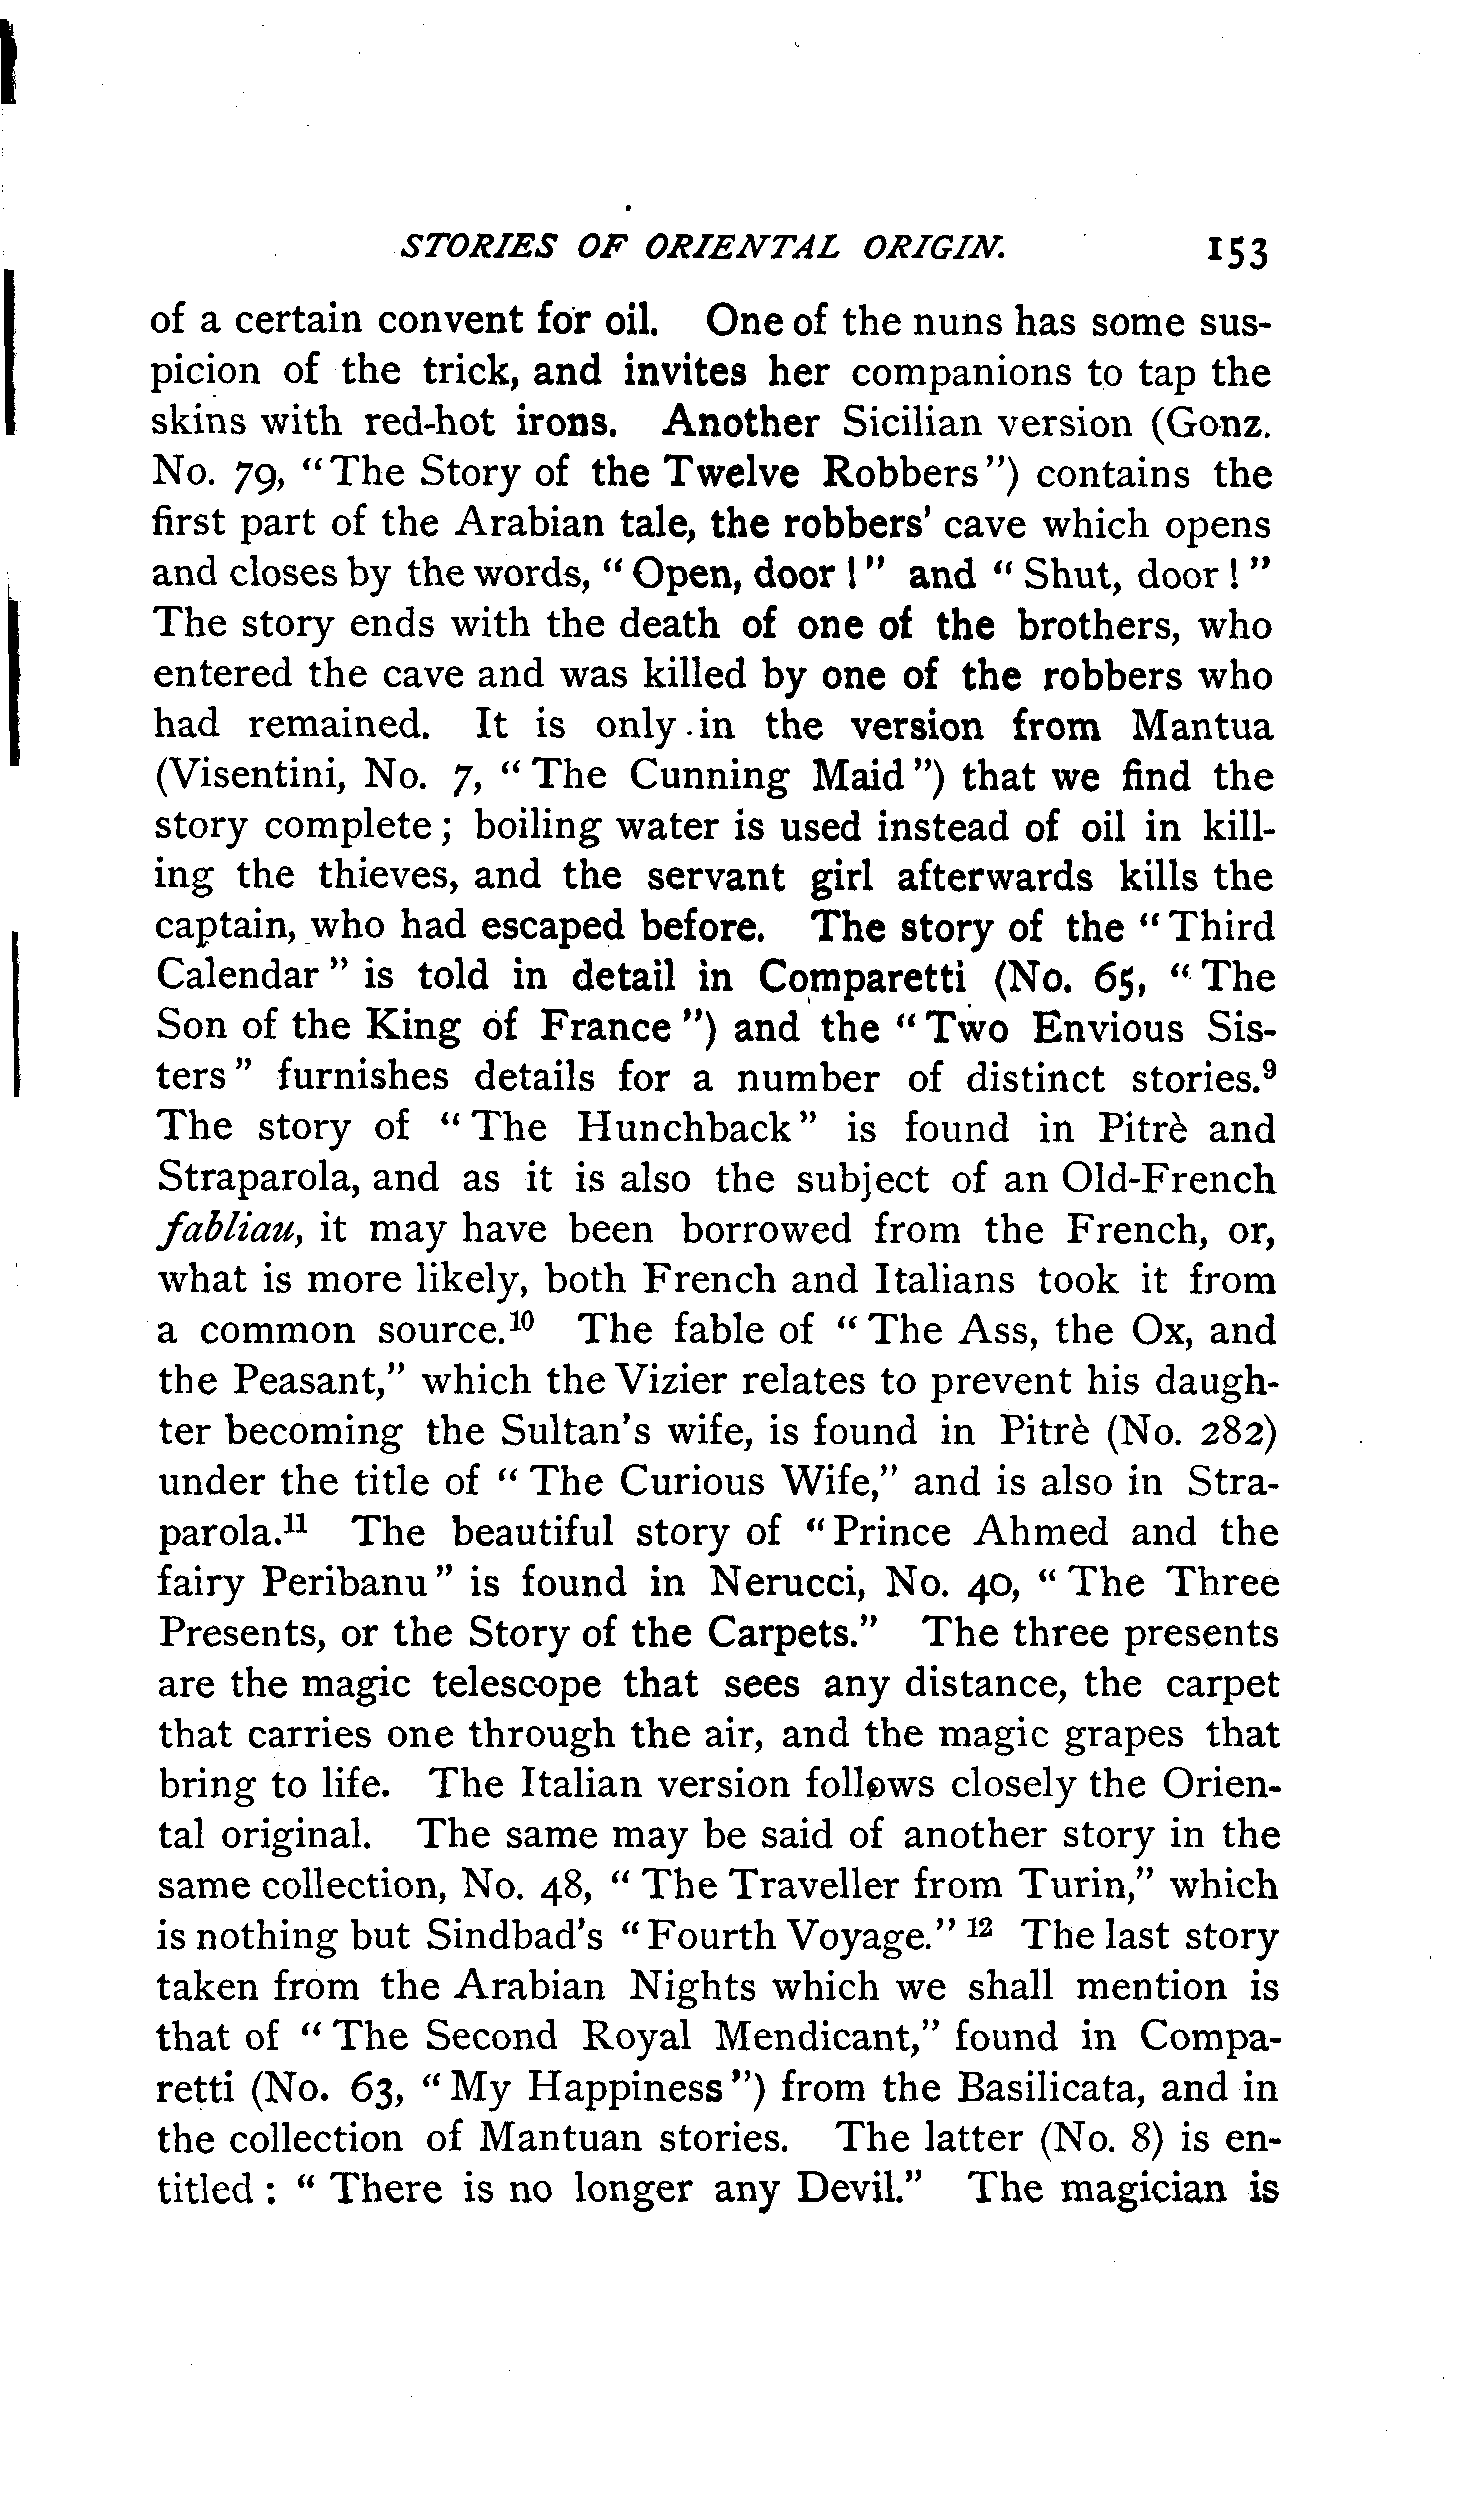 STORIES OF ORIENTAL ORIGIN. 153
of a certain convent for oil. One of the nuns has some sus-
picion of the trick, and invites her companions to tap the
skins with red-hot irons. Another Sicilian version (Gonz.
No. 79, “The Story of the Twelve Robbers”) contains the
first part of the Arabian tale, the robbers’ cave which opens
and closes by the words, “Open, door!” and “Shut, door!”
The story ends with the death of one of the brothers, who
entered the cave and was killed by one of the robbers who
had remained. It is only in the version from Mantua
(Visentini, No. 7, “The Cunning Maid”) that we find the
story complete; boiling water is used instead of oil in kill-
ing the thieves, and the servant girl afterwards kills the
captain, who had escaped before. The story of the “Third
Calendar” is told in detail in Comparetti (No. 65, “The
Son of the King of France”) and the “Two Envious Sis-
ters” furnishes details for a number of distinct stories.⁹
The story of “The Hunchback” is found in Pitrè and
Straparola, and as it is also the subject of an Old-French
fabliau, it may have been borrowed from the French, or,
what is more likely, both French and Italians took it from
a common source.¹⁰ The fable of “The Ass, the Ox, and
the Peasant,” which the Vizier relates to prevent his daugh-
ter becoming the Sultan’s wife, is found in Pitrè (No. 282)
under the title of “The Curious Wife,” and is also in Stra-
parola.¹¹ The beautiful story of “Prince Ahmed and the
fairy Peribanu” is found in Nerucci, No. 40, “The Three
Presents, or the Story of the Carpets.” The three presents
are the magic telescope that sees any distance, the carpet
that carries one through the air, and the magic grapes that
bring to life. The Italian version follows closely the Orien-
tal original. The same may be said of another story in the
same collection, No. 48, “The Traveller from Turin,” which
is nothing but Sindbad’s “Fourth Voyage.”¹² The last story
taken from the Arabian Nights which we shall mention is
that of “The Second Royal Mendicant,” found in Compa-
retti (No. 63, “My Happiness”) from the Basilicata, and in
the collection of Mantuan stories. The latter (No. 8) is en-
titled: “There is no longer any Devil.” The magician is